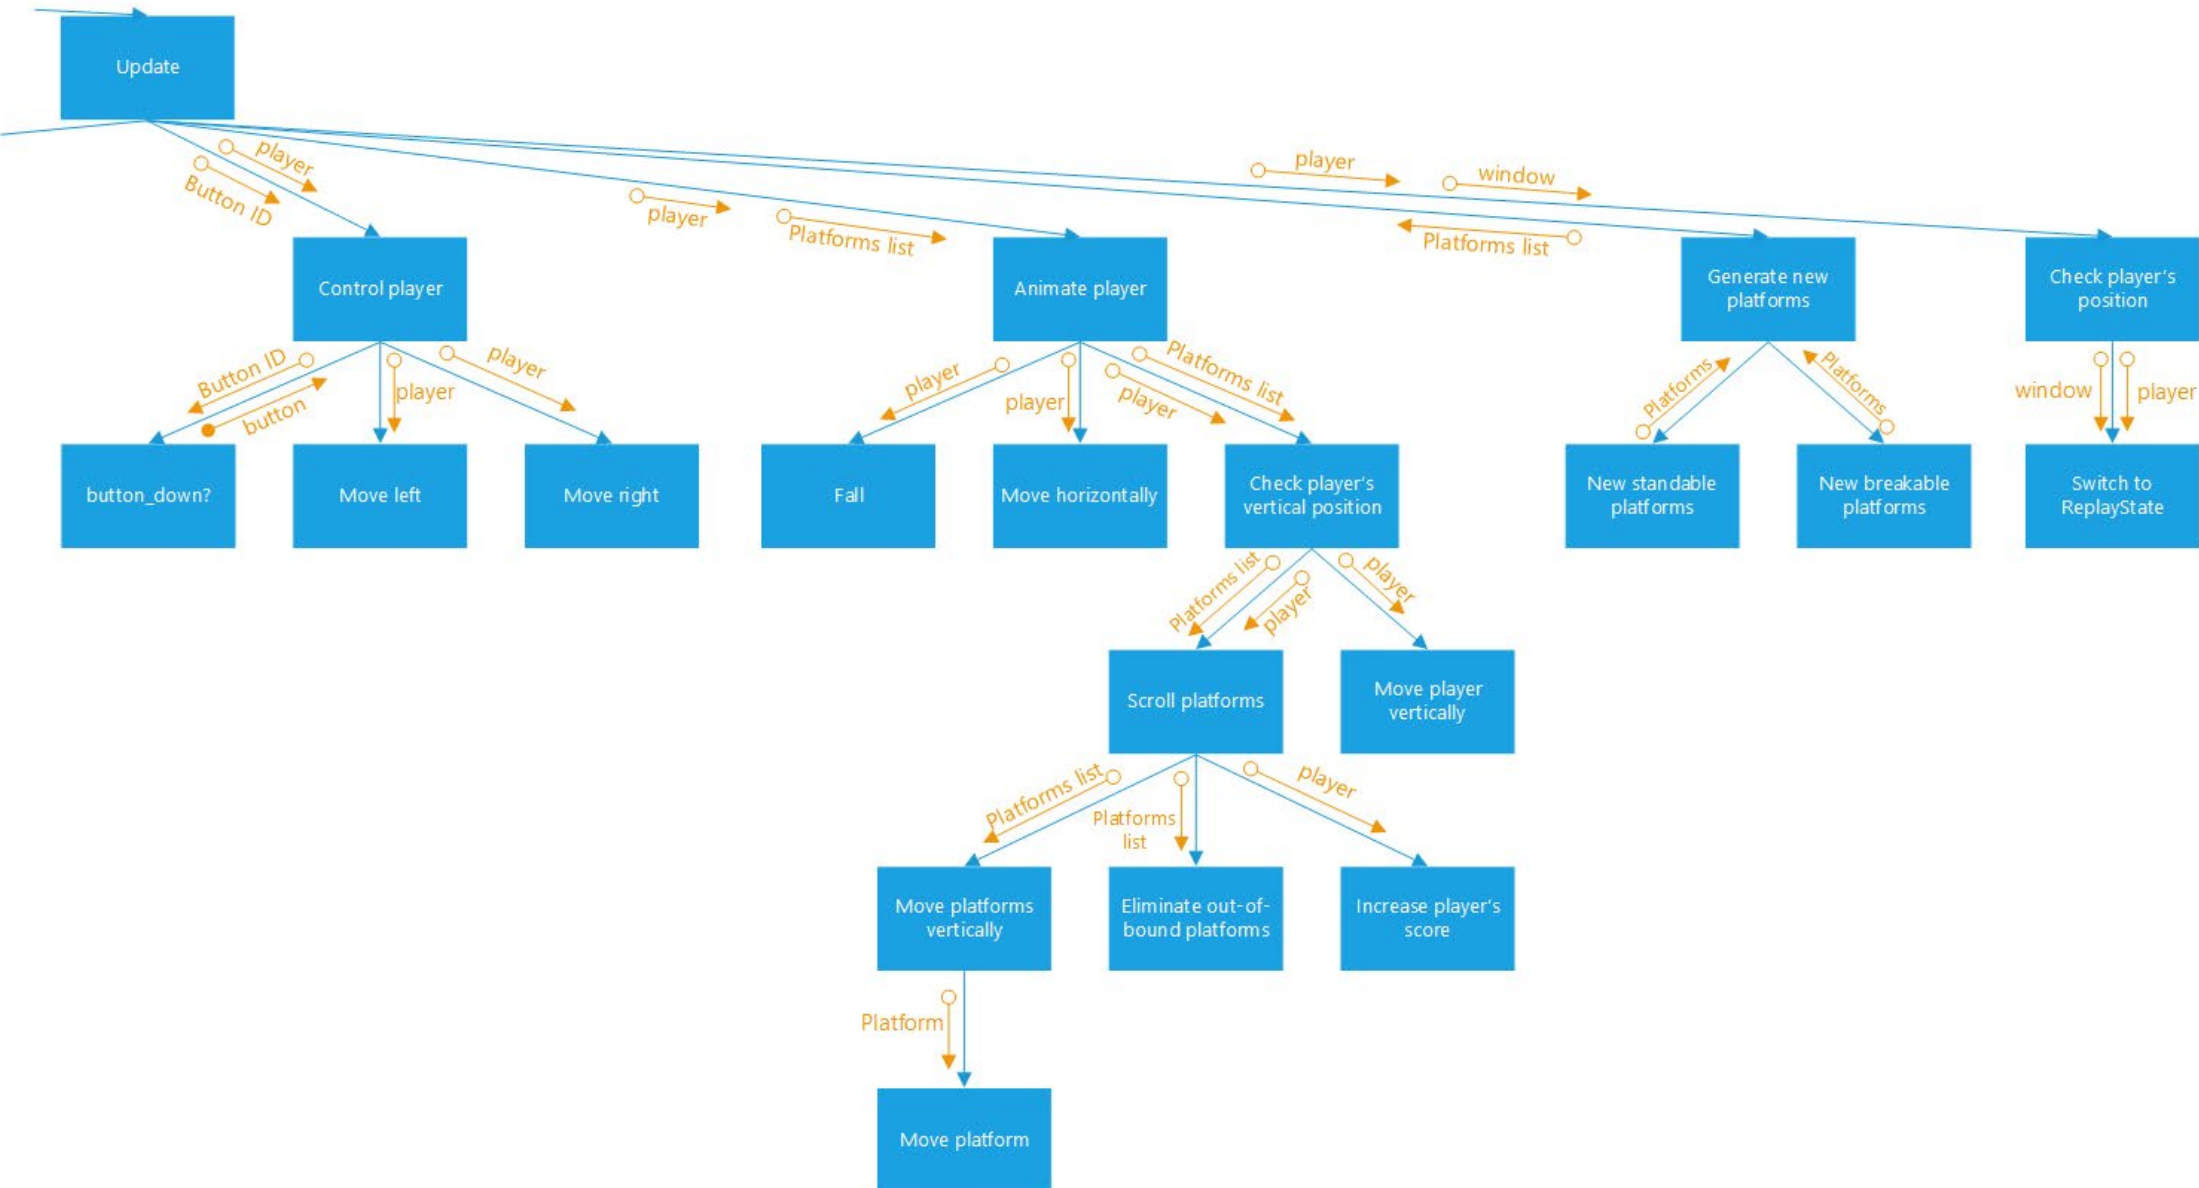 Update
player
Button ID
player
Platforms list
player
window
Platforms list
Control player
Animate player
Generate new
platforms
Check player's
position
Button ID
button
player
player
player
player
Platforms list
player
Platforms
Platforms
window
player
button_down?
Move left
Move right
Fall
Move horizontally
Check player's
vertical position
New standable
platforms
New breakable
platforms
Switch to
ReplayState
Platforms list
player
player
Scroll platforms
Move player
vertically
Platforms list
Platforms
list
player
Move platforms
vertically
Eliminate out-of-
bound platforms
Increase player's
score
Platform
Move platform